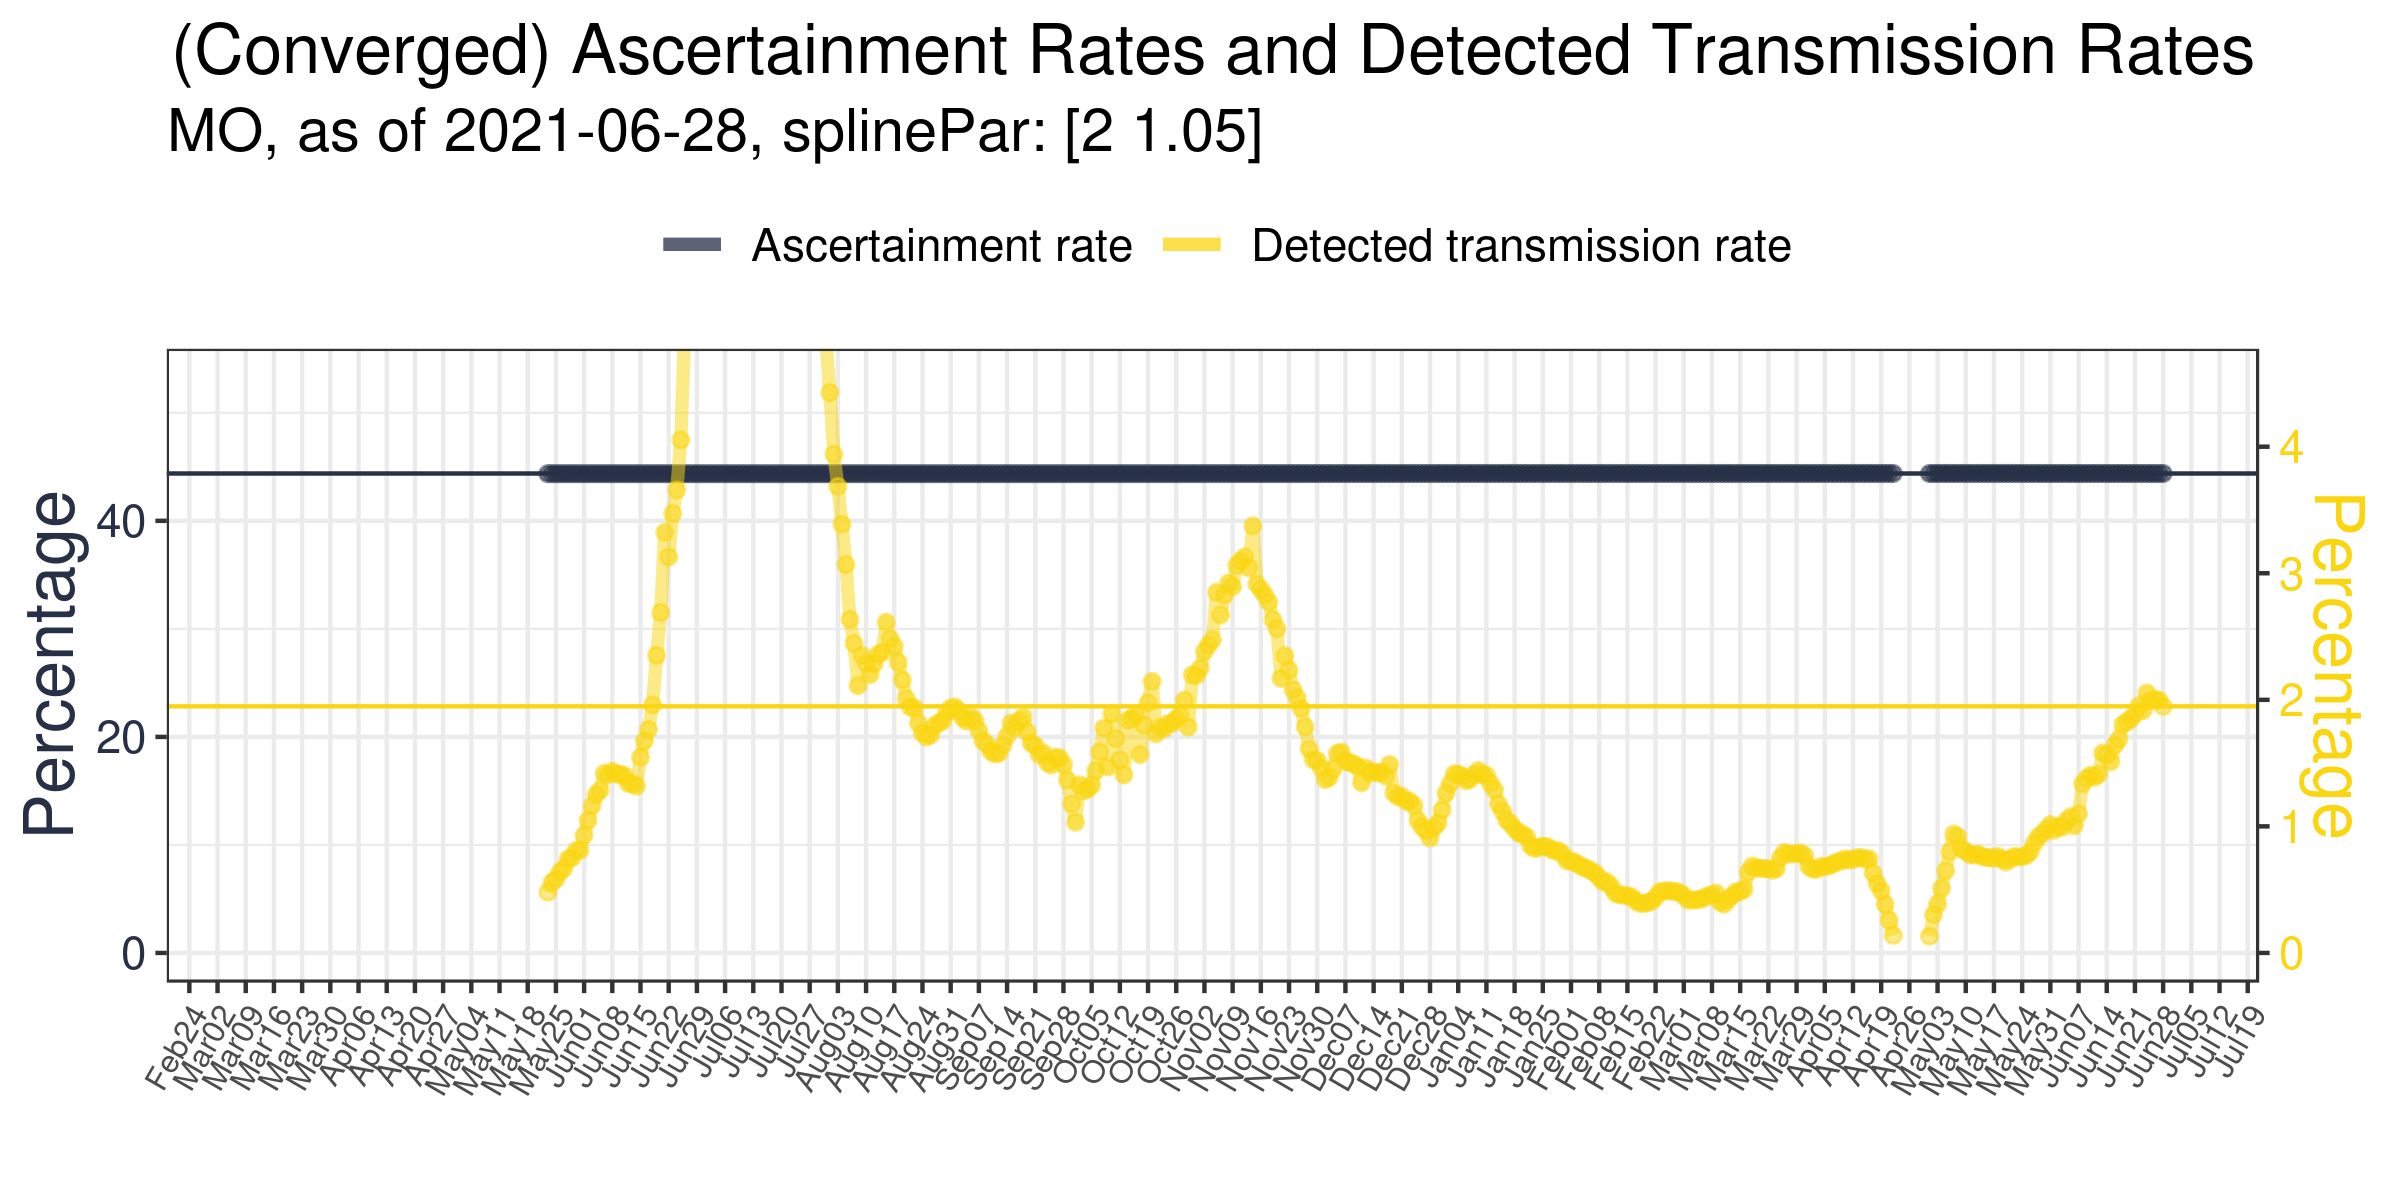 (Converged) Ascertainment Rates and Detected Transmission Rates
MO, as of 2021-06-28, splinePar: [2 1.05]
Ascertainment rate
Detected transmission rate
Percentage
40
20
0
4
3
2
1
0
Percentage
Feb24
Mar02
Mar09
Mar16
Mar23
Mar30
Apr06
Apr13
Apr20
Apr27
May04
May11
May18
May25
Jun01
Jun08
Jun15
Jun22
Jun29
Jul06
Jul13
Jul20
Jul27
Aug03
Aug10
Aug17
Aug24
Aug31
Sep07
Sep14
Sep21
Sep28
Oct05
Oct12
Oct19
Oct26
Nov02
Nov09
Nov16
Nov23
Nov30
Dec07
Dec14
Dec21
Dec28
Jan04
Jan11
Jan18
Jan25
Feb01
Feb08
Feb15
Feb22
Mar01
Mar08
Mar15
Mar22
Mar29
Apr05
Apr12
Apr19
Apr26
May03
May10
May17
May24
May31
Jun07
Jun14
Jun21
Jun28
Jul05
Jul12
Jul19